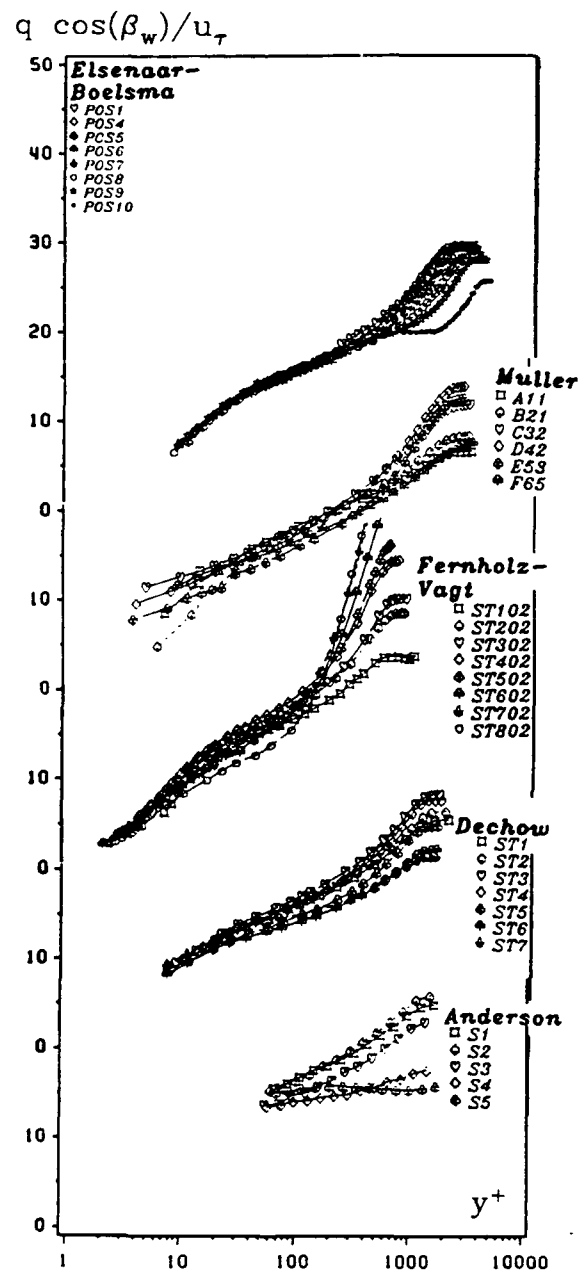 q cos(β_w)/u_τ
50
Elsenaar-
Boelsma
POS1
POS4
PCS5
POS6
POS7
POS8
POS9
POS10
40
30
20
10
0
Muller
A11
B21
C32
D42
E53
F65
10
0
Fernholz-
Vagt
ST102
ST202
ST302
ST402
ST502
ST602
ST702
ST802
10
0
Dechow
ST1
ST2
ST3
ST4
ST5
ST6
ST7
10
0
Anderson
S1
S2
S3
S4
S5
10
0
y⁺
1 10 100 1000 10000